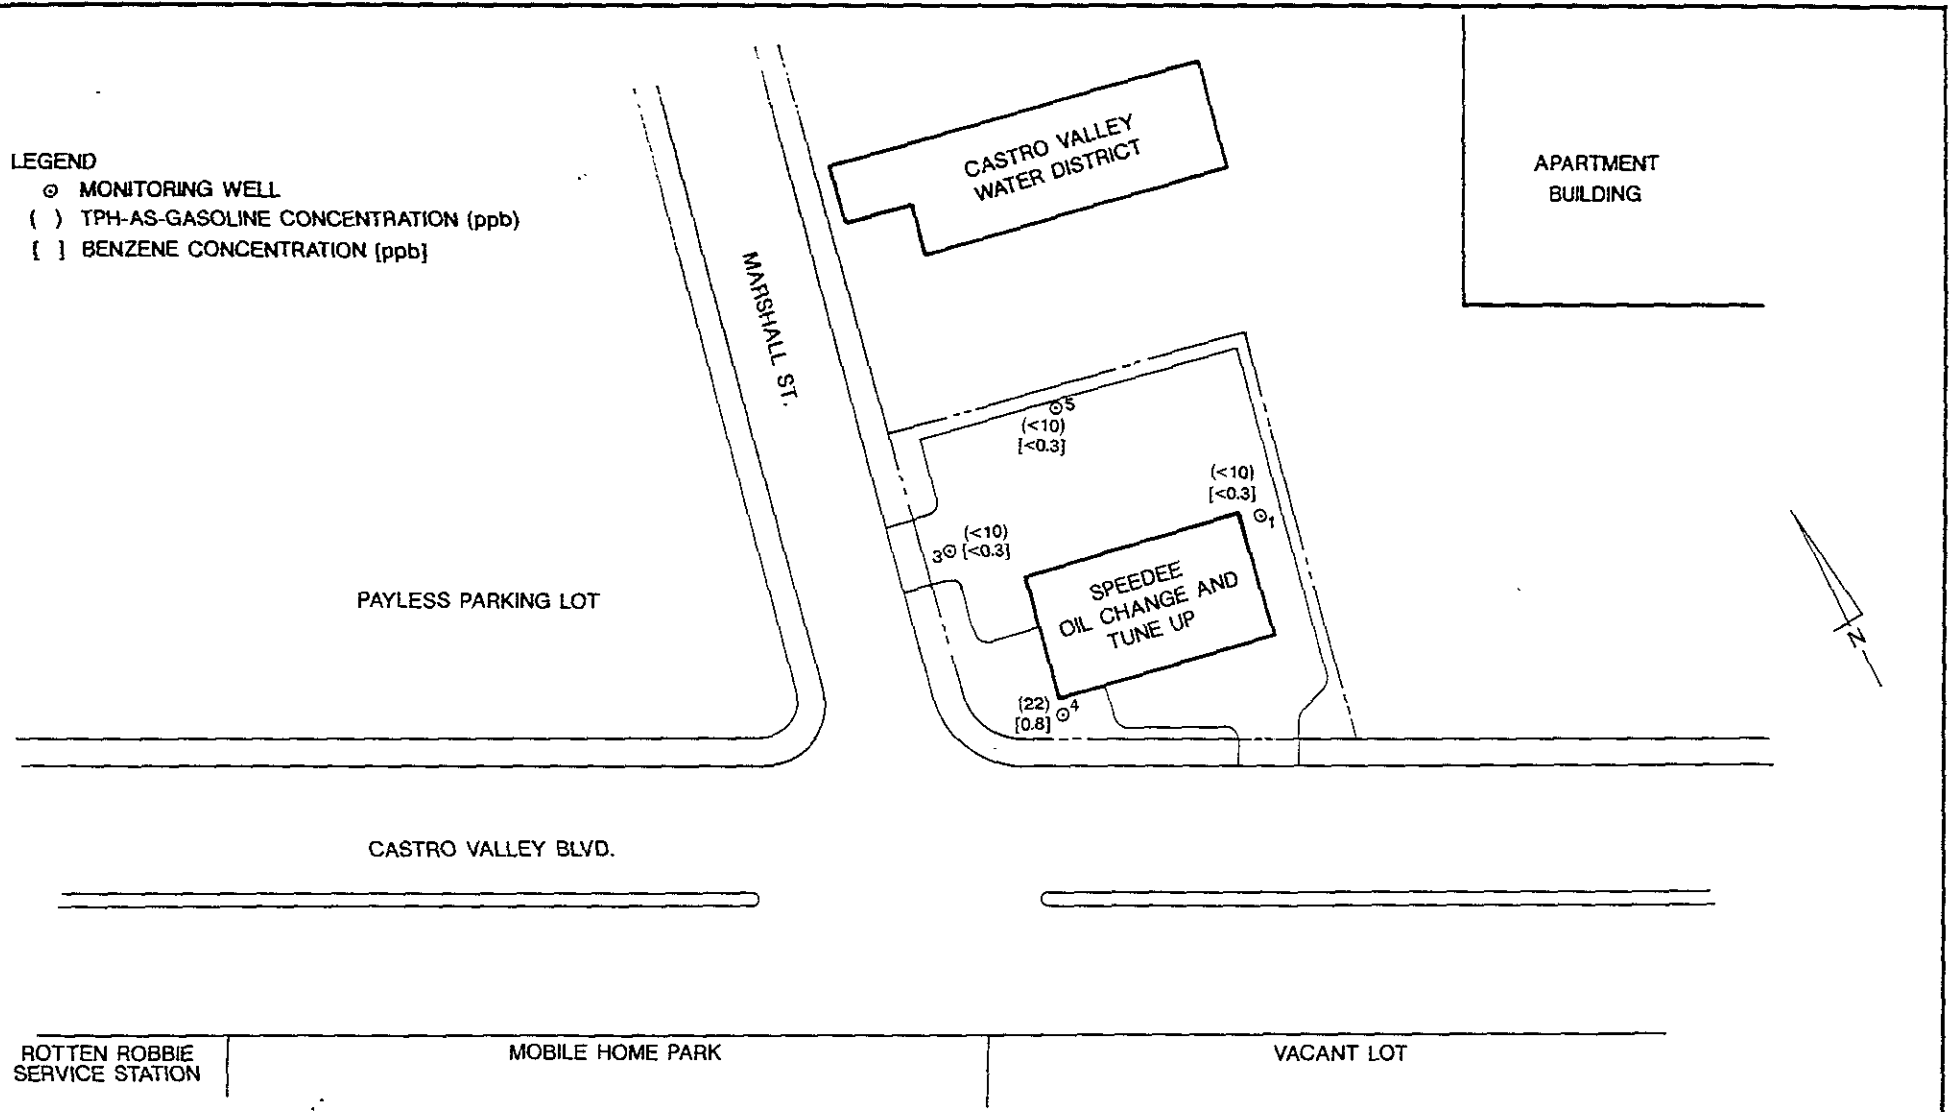 LEGEND
MONITORING WELL
( ) TPH-AS-GASOLINE CONCENTRATION (ppb)
[ ] BENZENE CONCENTRATION [ppb]
CASTRO VALLEY
WATER DISTRICT
APARTMENT
BUILDING
MARSHALL ST.
5
(<10)
[<0.3]
(<10)
[<0.3]
1
(<10)
3 [<0.3]
SPEEDEE
OIL CHANGE AND
TUNE UP
PAYLESS PARKING LOT
N
(22) 4
[0.8]
CASTRO VALLEY BLVD.
ROTTEN ROBBIE
SERVICE STATION
MOBILE HOME PARK
VACANT LOT